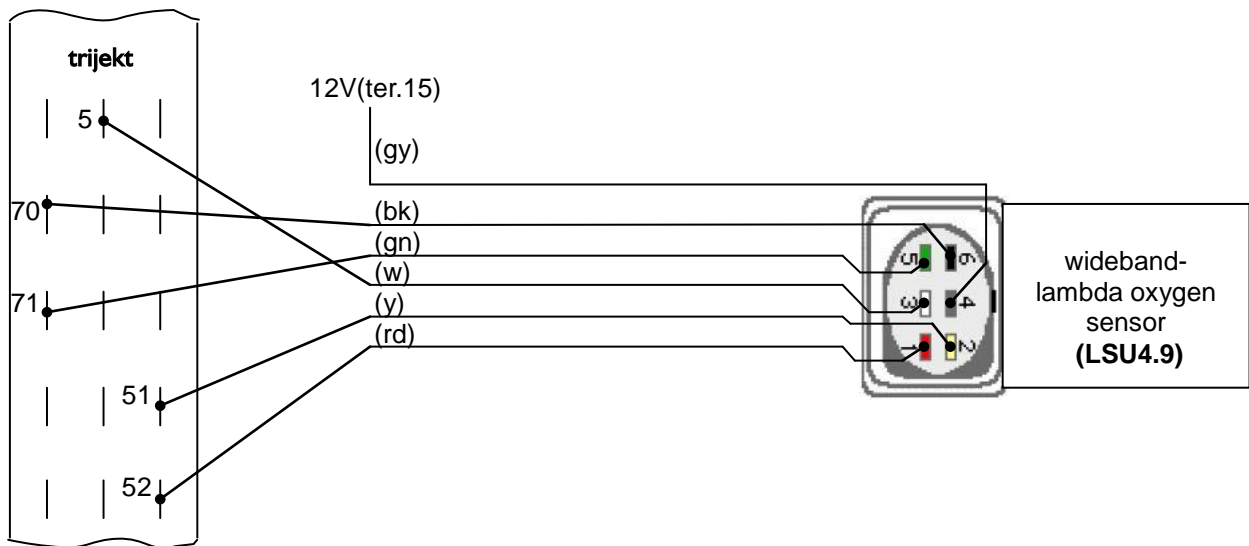 trijekt
12V(ter.15)
5
(gy)
70
(bk)
(gn)
(w)
71
(y)
(rd)
51
52
5 6
3 4
1 2
wideband-
lambda oxygen
sensor
(LSU4.9)